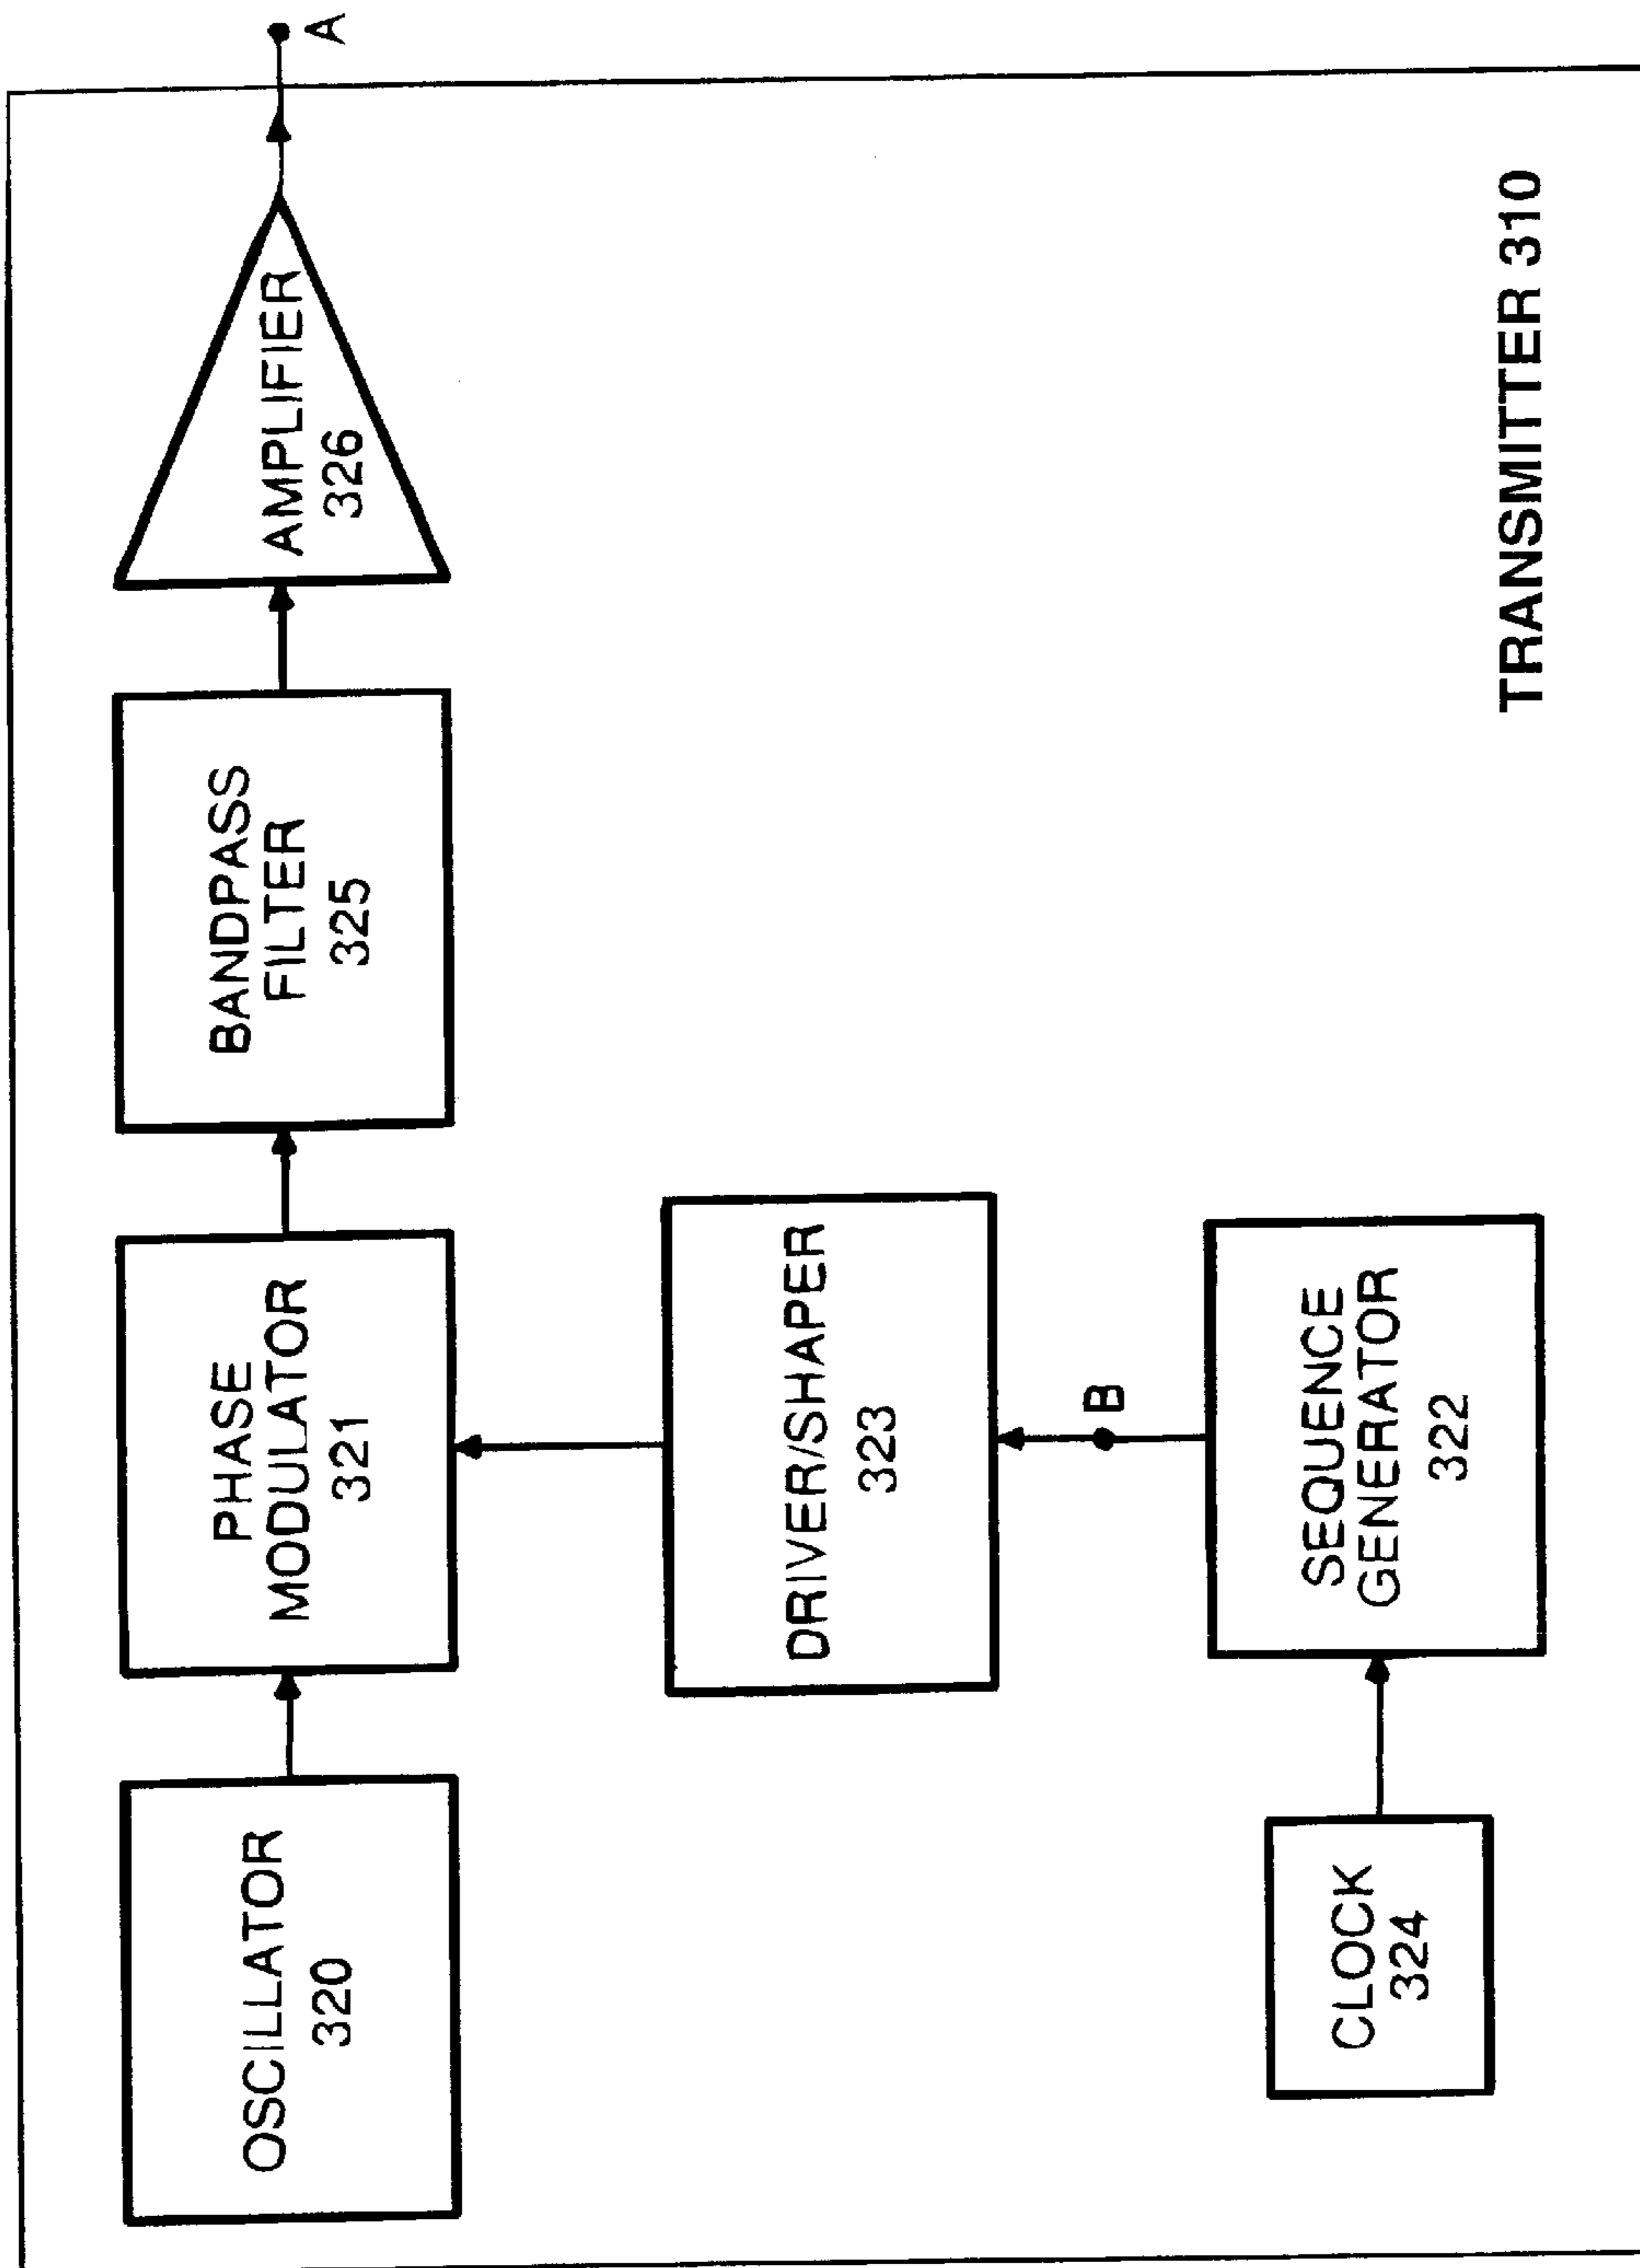 OSCILLATOR
320
PHASE
MODULATOR
321
BANDPASS
FILTER
325
AMPLIFIER
326
A
DRIVER/SHAPER
323
B
CLOCK
324
SEQUENCE
GENERATOR
322
TRANSMITTER 310